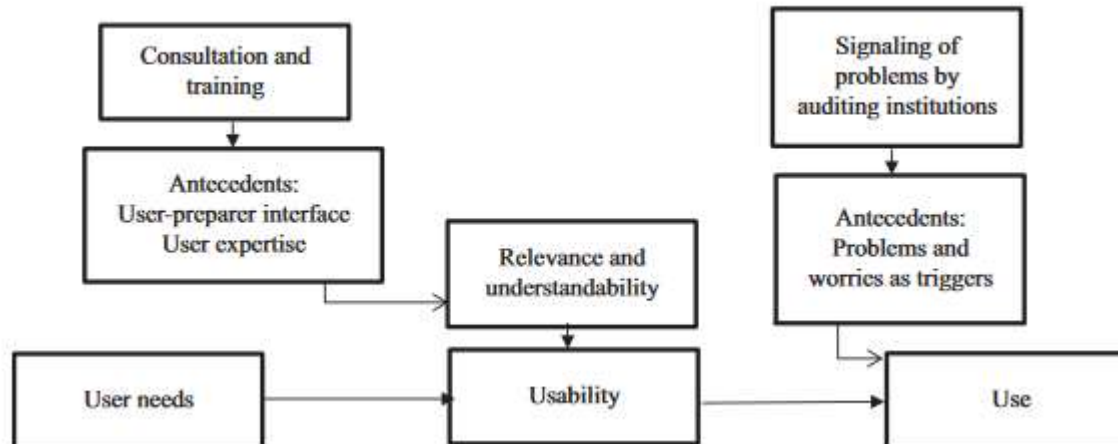 Consultation and
training
Signaling of
problems by
auditing institutions
Antecedents:
User-preparer interface
User expertise
Antecedents:
Problems and
worries as triggers
Relevance and
understandability
User needs
Usability
Use